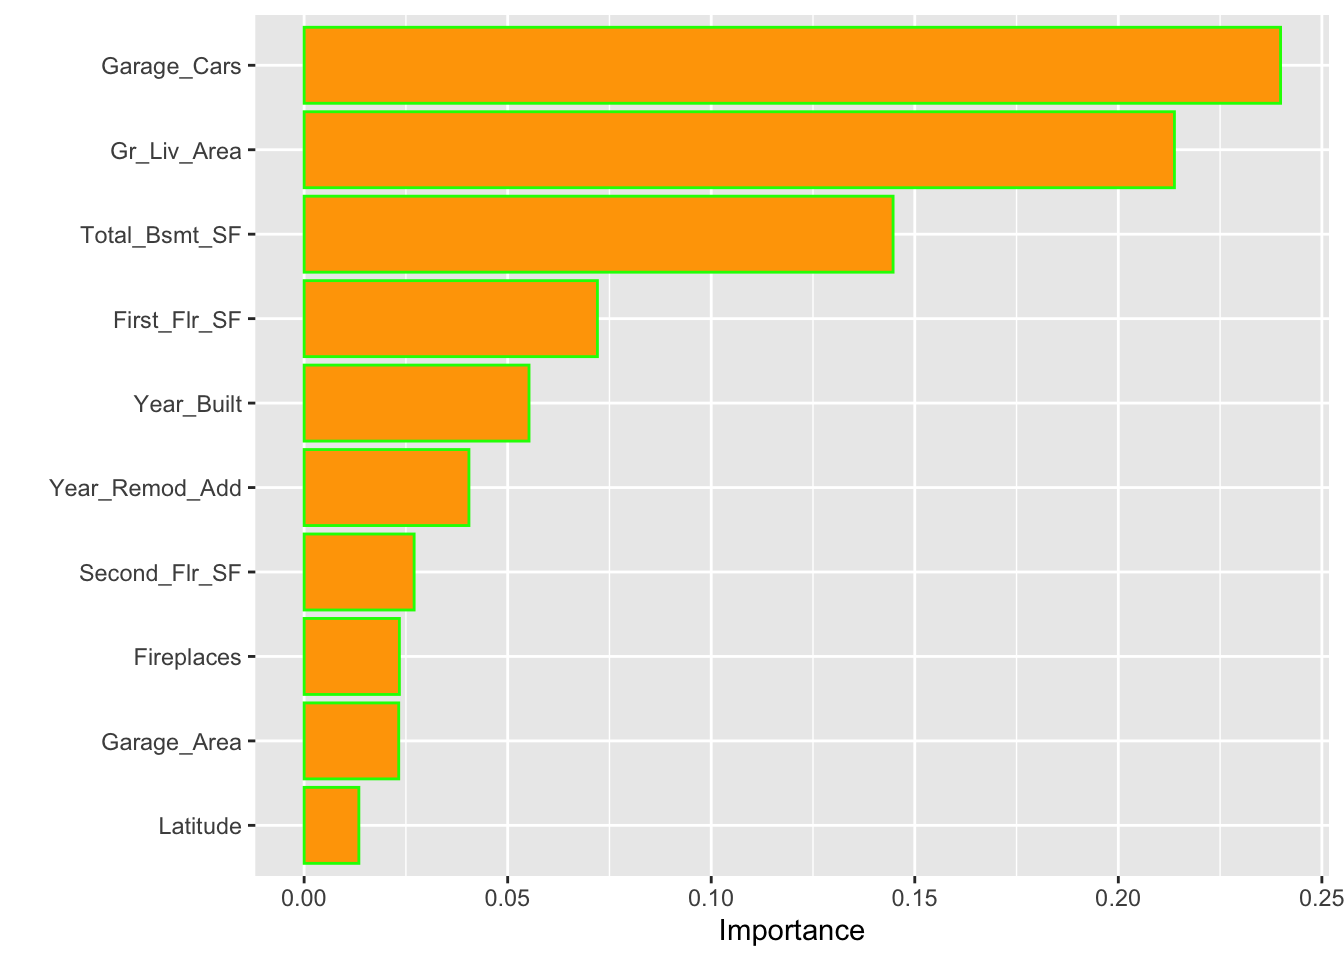 Garage_Cars
Gr_Liv_Area
Total_Bsmt_SF
First_Flr_SF
Year_Built
Year_Remod_Add
Second_Flr_SF
Fireplaces
Garage_Area
Latitude
0.00 0.05 0.10 0.15 0.20 0.25
Importance